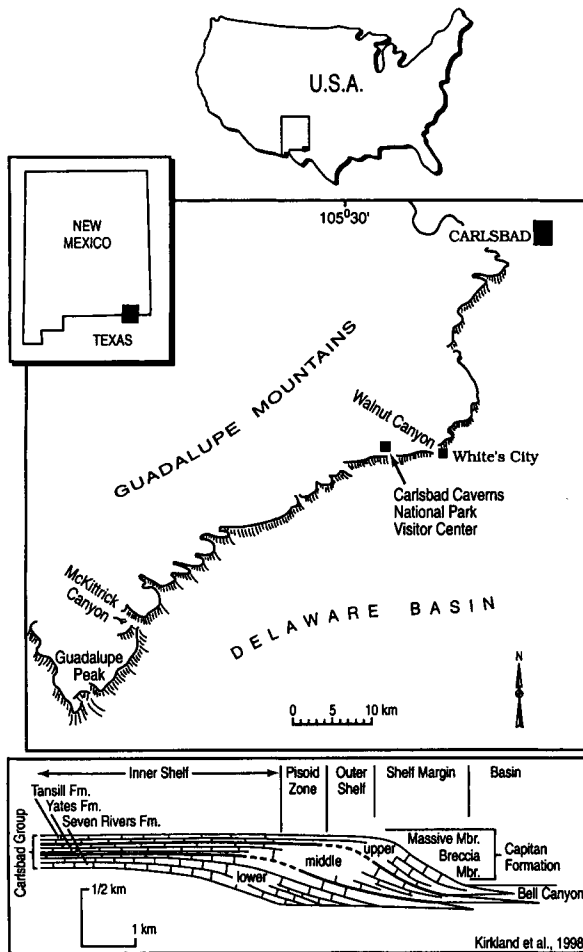 U.S.A.
NEW
MEXICO
TEXAS
105°30'
CARLSBAD
GUADALUPE MOUNTAINS
Walnut Canyon
White's City
Carlsbad Caverns
National Park
Visitor Center
McKittrick
Canyon
Guadalupe
Peak
DELAWARE BASIN
N
0 5 10 km
Inner Shelf
Pisoid
Zone
Outer
Shelf
Shelf Margin
Basin
Tansill Fm.
Yates Fm.
Seven Rivers Fm.
Carlsbad Group
lower
middle
upper
Massive Mbr.
Breccia
Mbr.
Capitan
Formation
Bell Canyon
1/2 km
1 km
Kirkland et al., 1998